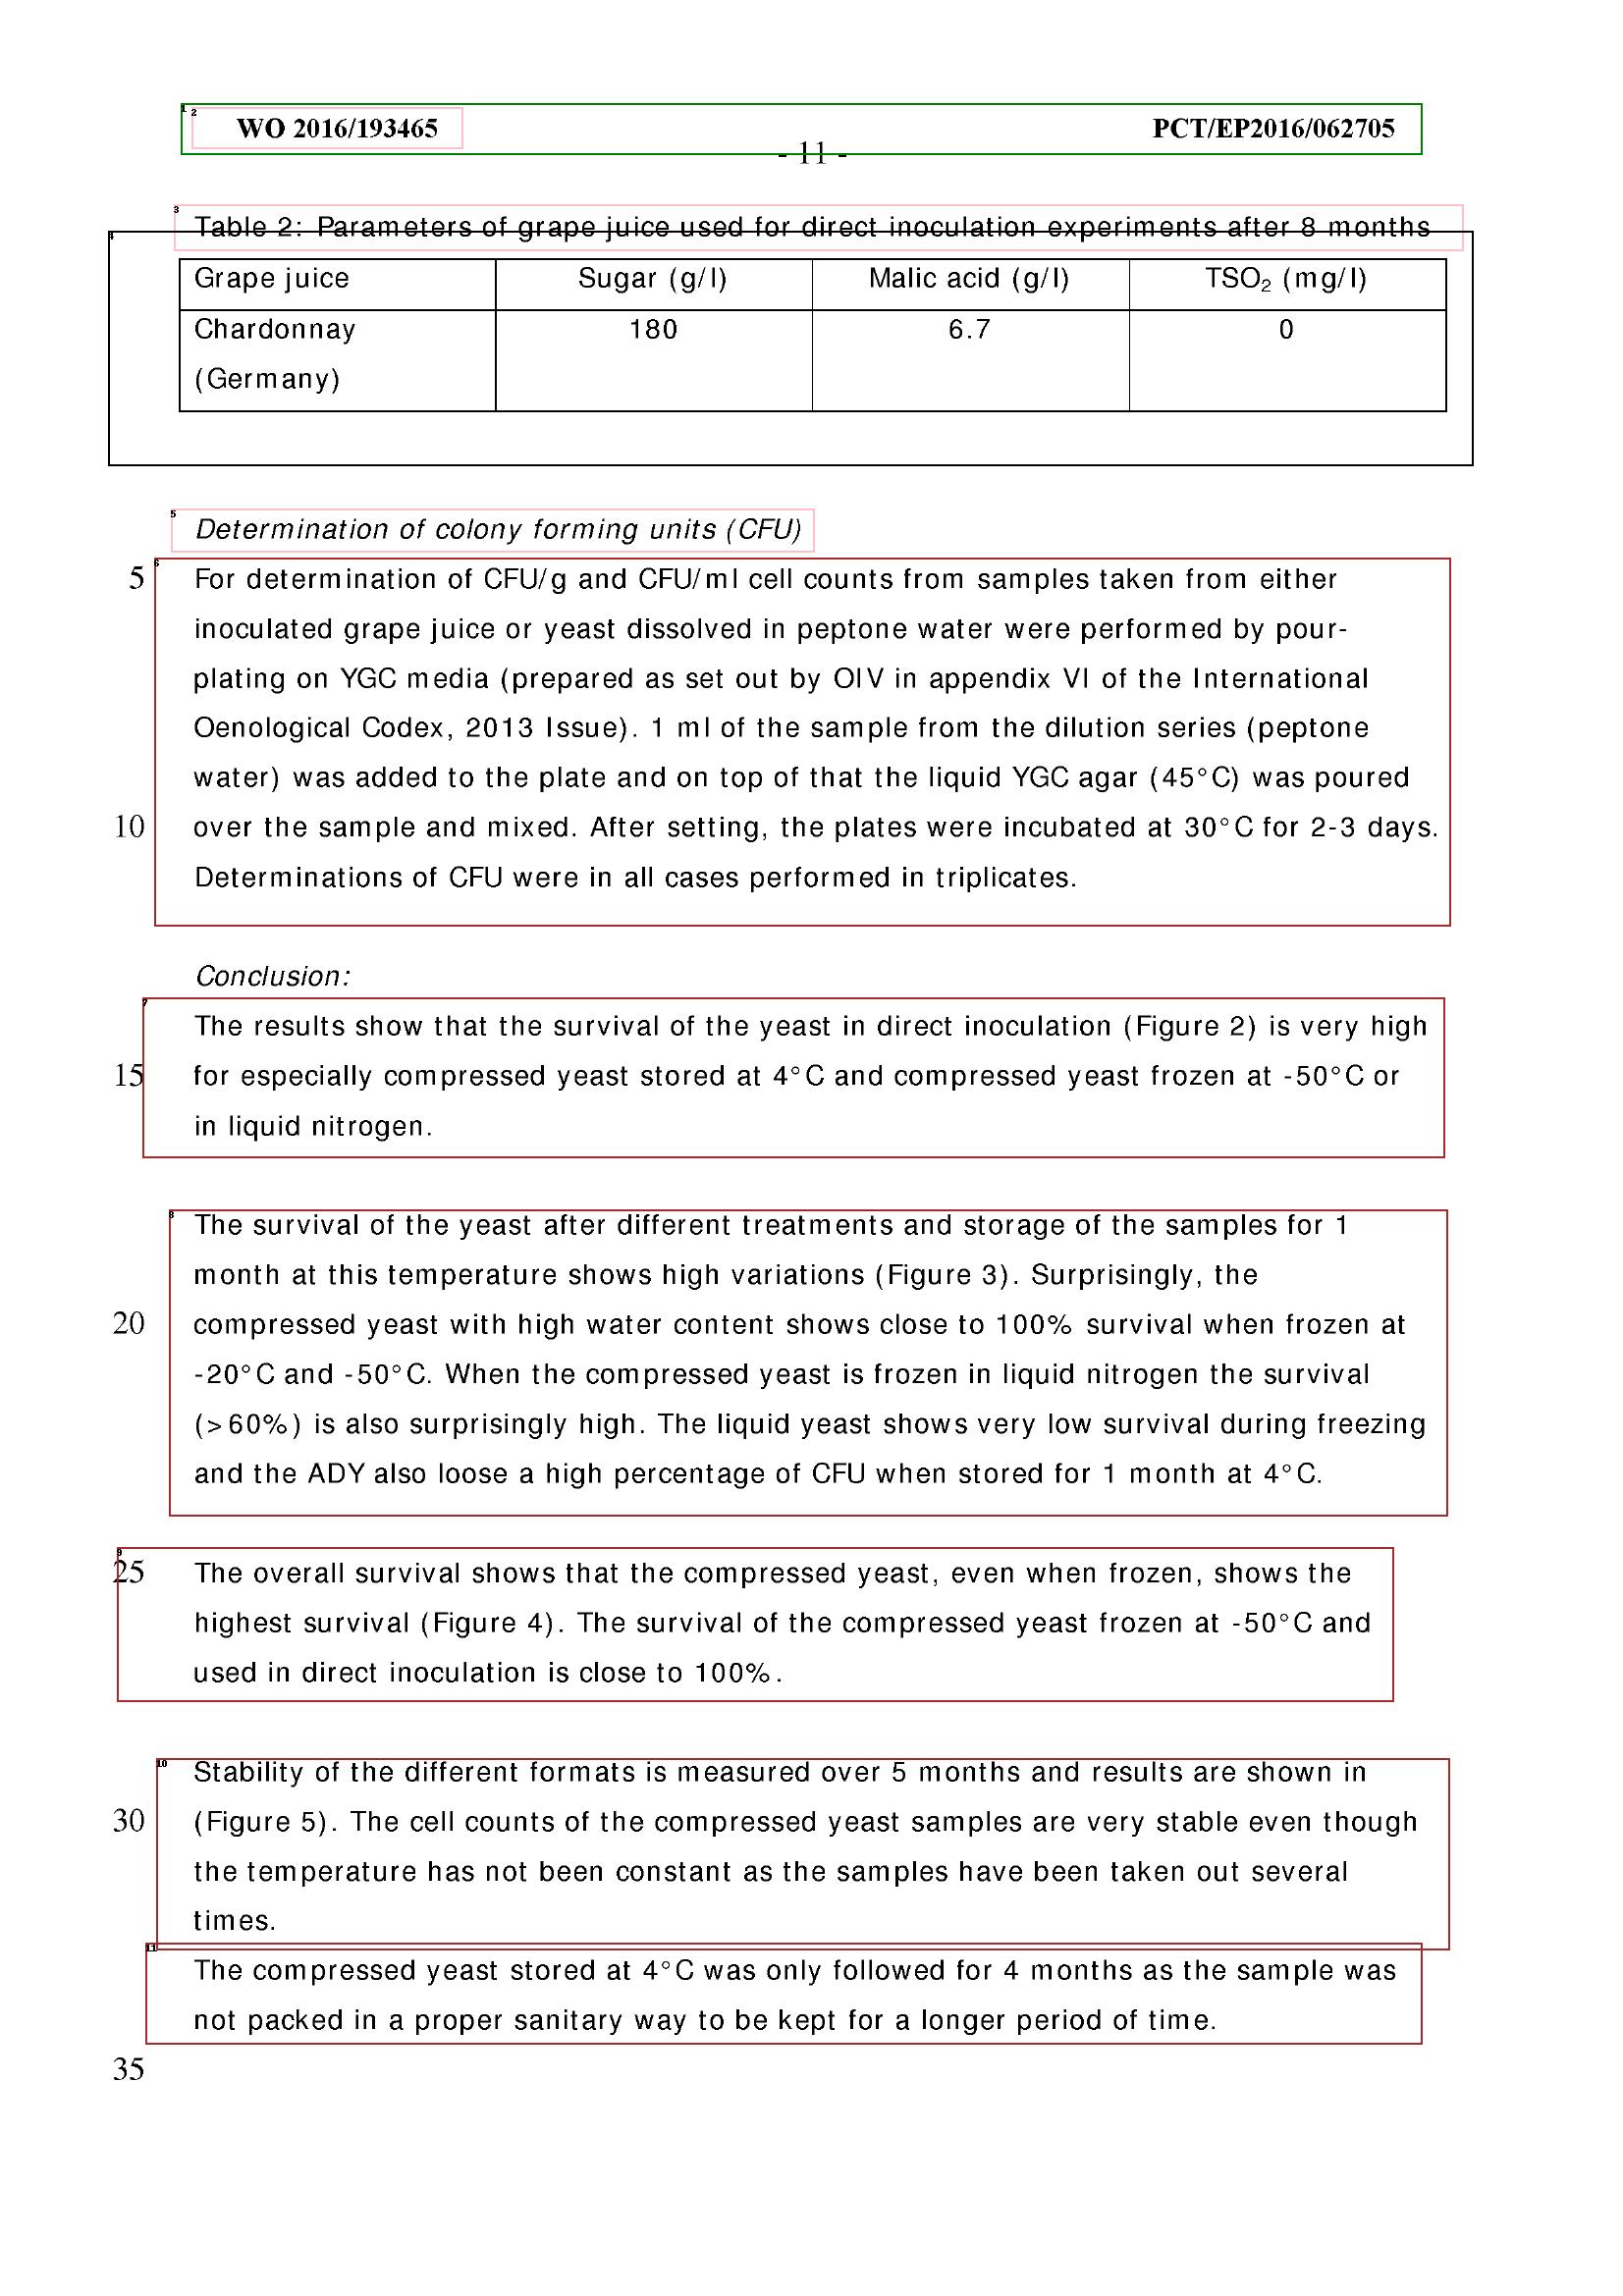 WO 2016/193465 PCT/EP2016/062705
- 11 -
Table 2: Parameters of grape juice used for direct inoculation experiments after 8 months
Grape juice Sugar (g/l) Malic acid (g/l) TSO₂ (mg/l)
Chardonnay 180 6.7 0
(Germany)
Determination of colony forming units (CFU)
5 For determination of CFU/g and CFU/ml cell counts from samples taken from either
inoculated grape juice or yeast dissolved in peptone water were performed by pour-
plating on YGC media (prepared as set out by OIV in appendix VI of the International
Oenological Codex, 2013 Issue). 1 ml of the sample from the dilution series (peptone
water) was added to the plate and on top of that the liquid YGC agar (45°C) was poured
10 over the sample and mixed. After setting, the plates were incubated at 30°C for 2-3 days.
Determinations of CFU were in all cases performed in triplicates.
Conclusion:
The results show that the survival of the yeast in direct inoculation (Figure 2) is very high
15 for especially compressed yeast stored at 4°C and compressed yeast frozen at -50°C or
in liquid nitrogen.
The survival of the yeast after different treatments and storage of the samples for 1
month at this temperature shows high variations (Figure 3). Surprisingly, the
20 compressed yeast with high water content shows close to 100% survival when frozen at
-20°C and -50°C. When the compressed yeast is frozen in liquid nitrogen the survival
(>60%) is also surprisingly high. The liquid yeast shows very low survival during freezing
and the ADY also loose a high percentage of CFU when stored for 1 month at 4°C.
25 The overall survival shows that the compressed yeast, even when frozen, shows the
highest survival (Figure 4). The survival of the compressed yeast frozen at -50°C and
used in direct inoculation is close to 100%.
Stability of the different formats is measured over 5 months and results are shown in
30 (Figure 5). The cell counts of the compressed yeast samples are very stable even though
the temperature has not been constant as the samples have been taken out several
times.
The compressed yeast stored at 4°C was only followed for 4 months as the sample was
not packed in a proper sanitary way to be kept for a longer period of time.
35